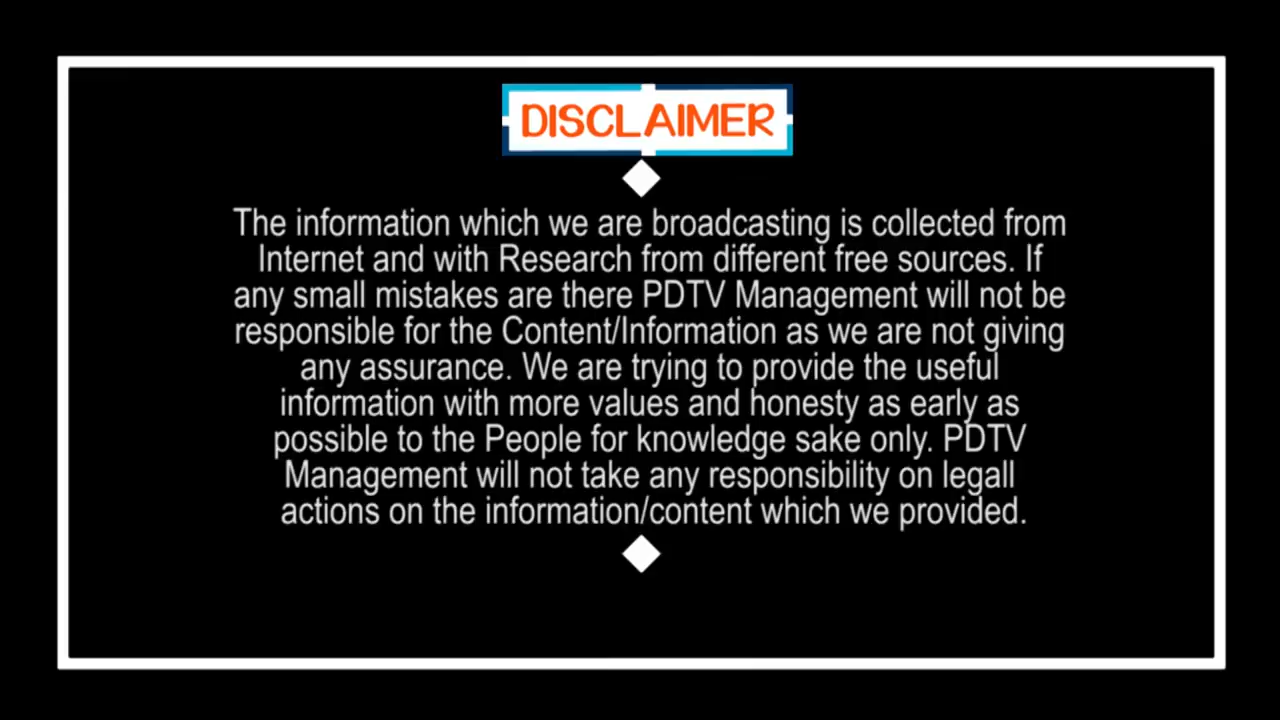 DISCLAIMER
The information which we are broadcasting is collected from
Internet and with Research from different free sources. If
any small mistakes are there PDTV Management will not be
responsible for the Content/Information as we are not giving
any assurance. We are trying to provide the useful
information with more values and honesty as early as
possible to the People for knowledge sake only. PDTV
Management will not take any responsibility on legall
actions on the information/content which we provided.